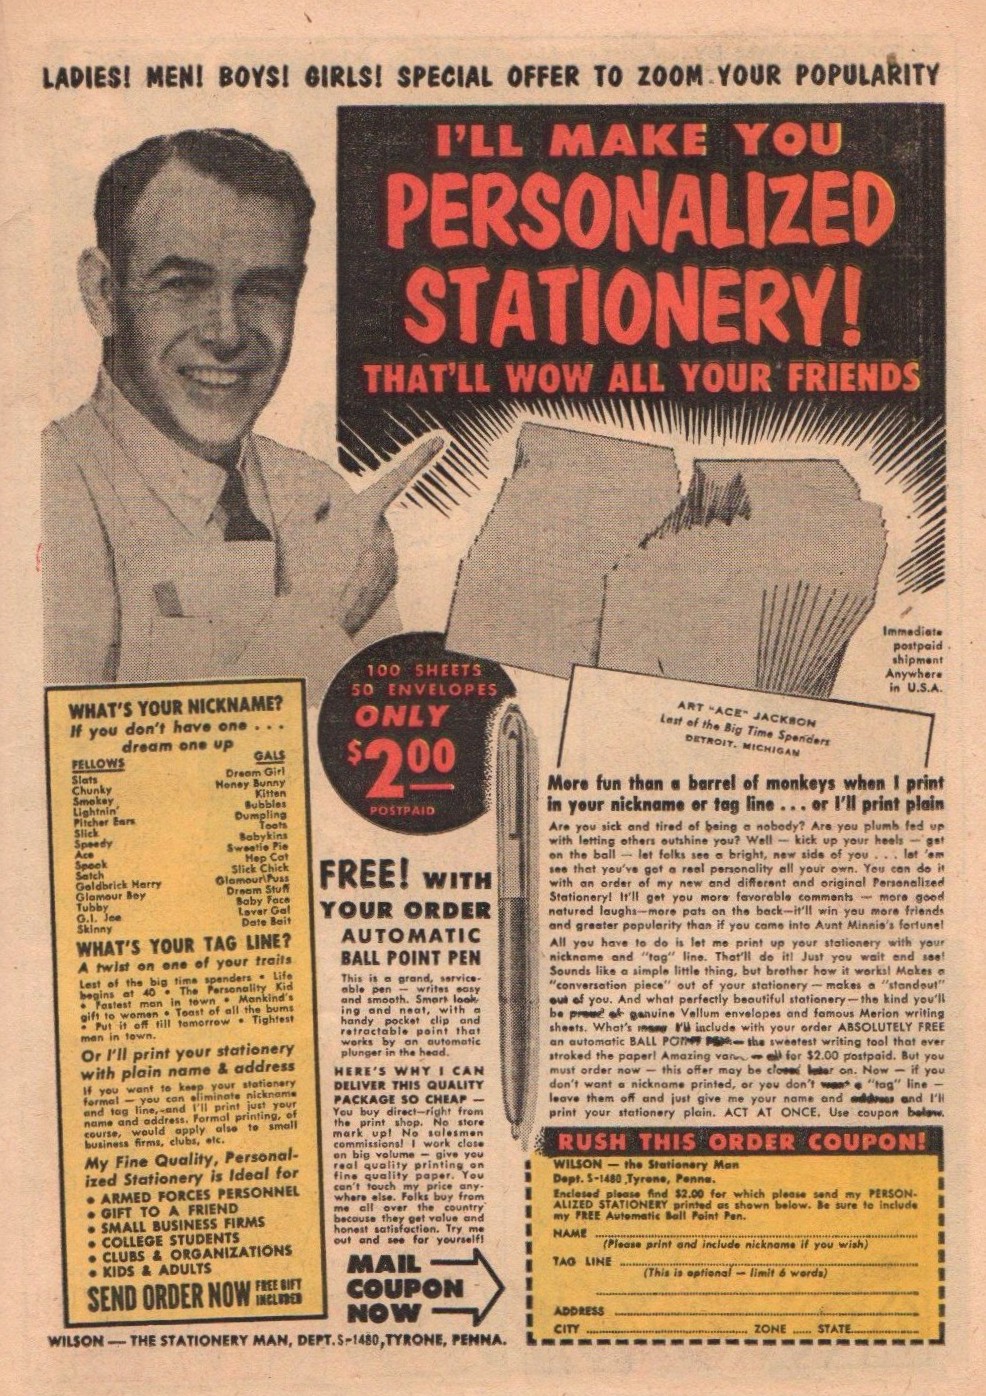 LADIES! MEN! BOYS! GIRLS! SPECIAL OFFER TO ZOOM YOUR POPULARITY
I'LL MAKE YOU
PERSONALIZED
STATIONERY!
THAT'LL WOW ALL YOUR FRIENDS
Immediate
postpaid
shipment
Anywhere
in U.S.A.
100 SHEETS
50 ENVELOPES
ONLY
$2.00
POSTPAID
ART "ACE" JACKSON
Last of the Big Time Spenders
DETROIT, MICHIGAN
WHAT'S YOUR NICKNAME?
If you don't have one . . .
dream one up
FELLOWS
Slats
Chunky
Smokey
Lightnin'
Pitcher Ears
Slick
Speedy
Ace
Spook
Satch
Goldbrick Harry
Glamour Boy
Tubby
G.I. Joe
Skinny
GALS
Dream Girl
Honey Bunny
Kitten
Bubbles
Dumpling
Toots
Babykins
Sweetie Pie
Hep Cat
Slick Chick
Glamour Puss
Dream Stuff
Baby Face
Lover Gal
Date Bait
WHAT'S YOUR TAG LINE?
A twist on one of your traits
Last of the big time spenders • Life
begins at 40 • The Personality Kid
• Fastest man in town • Mankind's
gift to women • Toast of all the bums
• Put it off till tomorrow • Tightest
man in town.
Or I'll print your stationery
with plain name & address
If you want to keep your stationery
formal — you can eliminate nickname
and tag line,—and I'll print just your
name and address. Formal printing, of
course, would apply also to small
business firms, clubs, etc.
My Fine Quality, Personal-
ized Stationery is Ideal for
• ARMED FORCES PERSONNEL
• GIFT TO A FRIEND
• SMALL BUSINESS FIRMS
• COLLEGE STUDENTS
• CLUBS & ORGANIZATIONS
• KIDS & ADULTS
SEND ORDER NOW FREE GIFT
INCLUDED
FREE! WITH
YOUR ORDER
AUTOMATIC
BALL POINT PEN
This is a grand, service-
able pen — writes easy
and smooth. Smart look-
ing and neat, with a
handy pocket clip and
retractable point that
works by an automatic
plunger in the head.
HERE'S WHY I CAN
DELIVER THIS QUALITY
PACKAGE SO CHEAP —
You buy direct—right from
the print shop. No store
mark up! No salesmen
commissions! I work close
on big volume — give you
real quality printing on
fine quality paper. You
can't touch my price any-
where else. Folks buy from
me all over the country
because they get value and
honest satisfaction. Try me
out and see for yourself!
MAIL
COUPON
NOW
More fun than a barrel of monkeys when I print
in your nickname or tag line . . . or I'll print plain
Are you sick and tired of being a nobody? Are you plumb fed up
with letting others outshine you? Well — kick up your heels — get
on the ball — let folks see a bright, new side of you . . . let 'em
see that you've got a real personality all your own. You can do it
with an order of my new and different and original Personalized
Stationery! It'll get you more favorable comments — more good
natured laughs—more pats on the back—it'll win you more friends
and greater popularity than if you came into Aunt Minnie's fortune!
All you have to do is let me print up your stationery with your
nickname and "tag" line. That'll do it! Just you wait and see!
Sounds like a simple little thing, but brother how it works! Makes a
"conversation piece" out of your stationery — makes a "standout"
out of you. And what perfectly beautiful stationery—the kind you'll
be proud of genuine Vellum envelopes and famous Merion writing
sheets. What's more I'll include with your order ABSOLUTELY FREE
an automatic BALL POINT PEN — the sweetest writing tool that ever
stroked the paper! Amazing — all for $2.00 postpaid. But you
must order now — this offer may be closed later on. Now — if you
don't want a nickname printed, or you don't want a "tag" line —
leave them off and just give me your name and address and I'll
print your stationery plain. ACT AT ONCE. Use coupon below.
RUSH THIS ORDER COUPON!
WILSON — the Stationery Man
Dept. S-1480 ,Tyrone, Penna.
Enclosed please find $2.00 for which please send my PERSON-
ALIZED STATIONERY printed as shown below. Be sure to include
my FREE Automatic Ball Point Pen.
NAME
(Please print and include nickname if you wish)
TAG LINE
(This is optional — limit 6 words)
ADDRESS
CITY ZONE STATE
WILSON — THE STATIONERY MAN, DEPT. S-1480, TYRONE, PENNA.